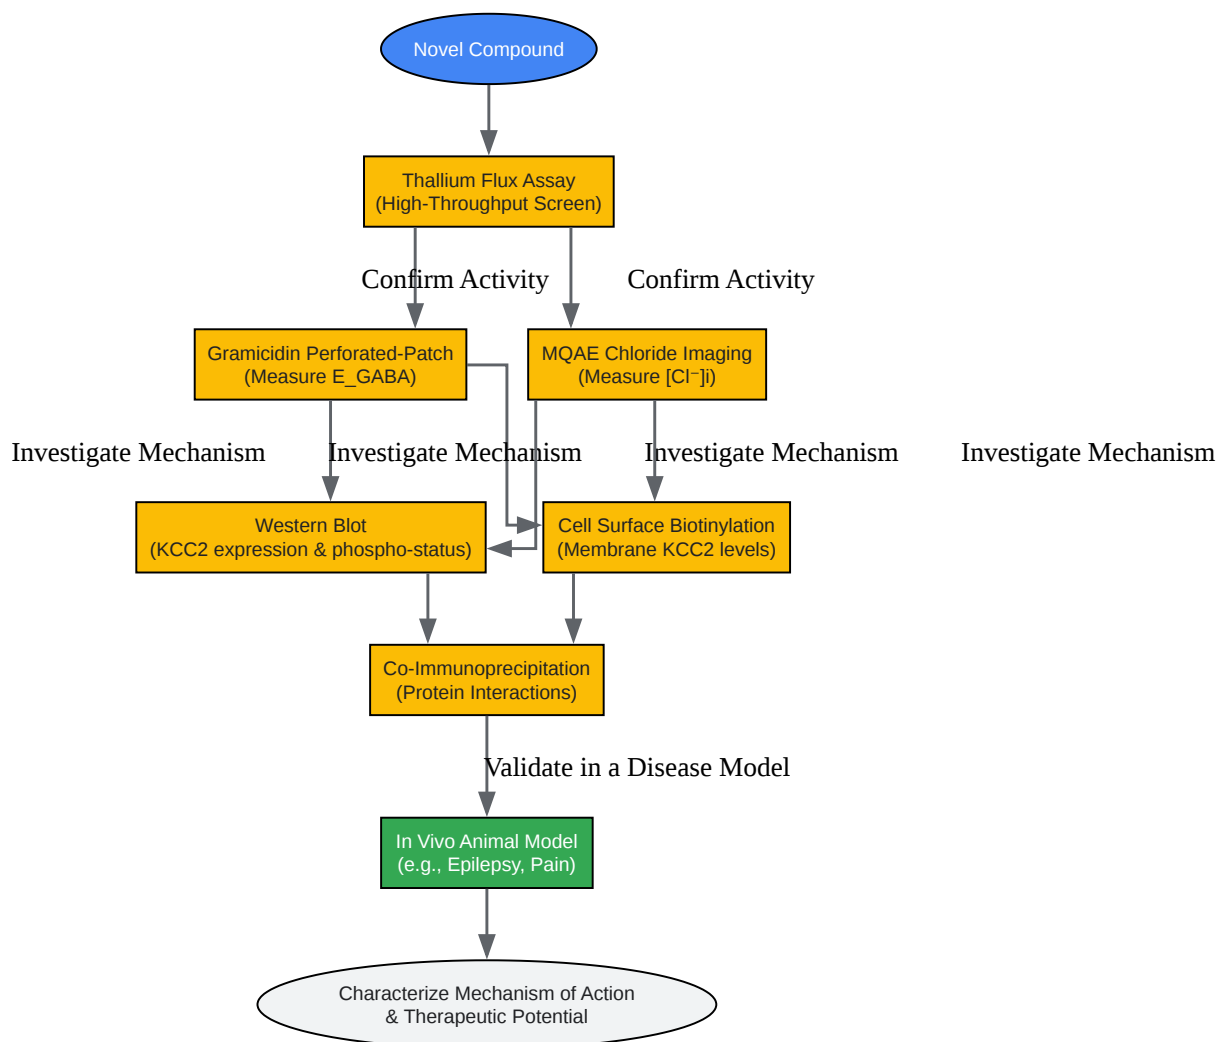 Novel Compound
Thallium Flux Assay
(High-Throughput Screen)
Confirm Activity
Confirm Activity
Gramicidin Perforated-Patch
(Measure E_GABA)
MQAE Chloride Imaging
(Measure [Cl⁻]i)
Investigate Mechanism
Investigate Mechanism
Investigate Mechanism
Investigate Mechanism
Western Blot
(KCC2 expression & phospho-status)
Cell Surface Biotinylation
(Membrane KCC2 levels)
Co-Immunoprecipitation
(Protein Interactions)
Validate in a Disease Model
In Vivo Animal Model
(e.g., Epilepsy, Pain)
Characterize Mechanism of Action
& Therapeutic Potential